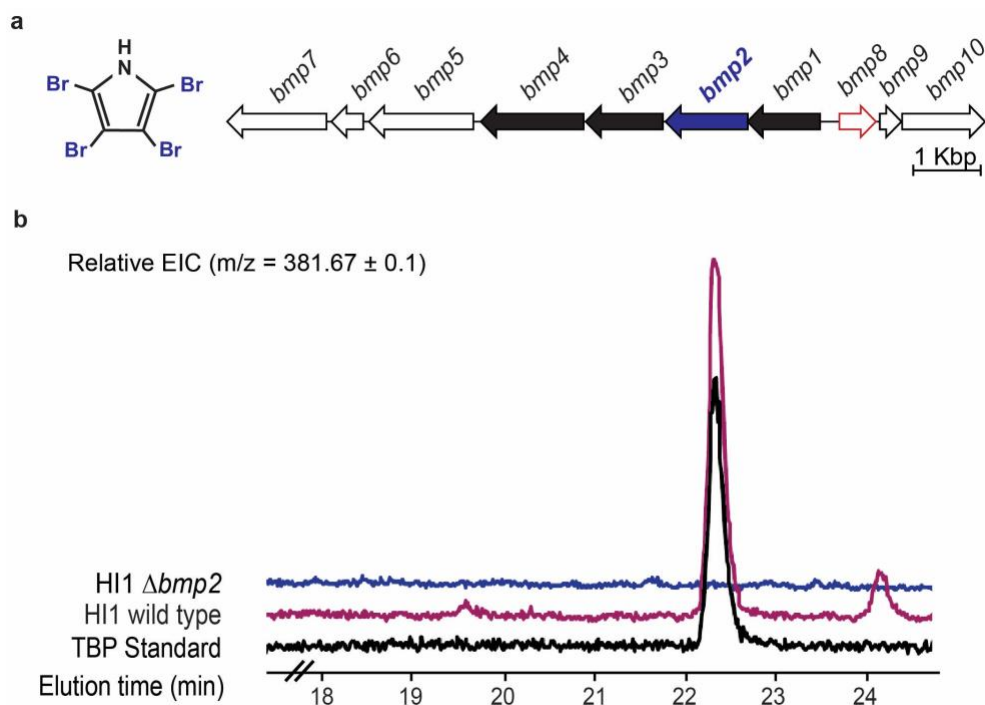 a
H
N
Br
Br
Br
Br
bmp7
bmp6
bmp5
bmp4
bmp3
bmp2
bmp1
bmp8
bmp9
bmp10
1 Kbp
b
Relative EIC (m/z = 381.67 ± 0.1)
HI1 Δbmp2
HI1 wild type
TBP Standard
Elution time (min)
18 19 20 21 22 23 24